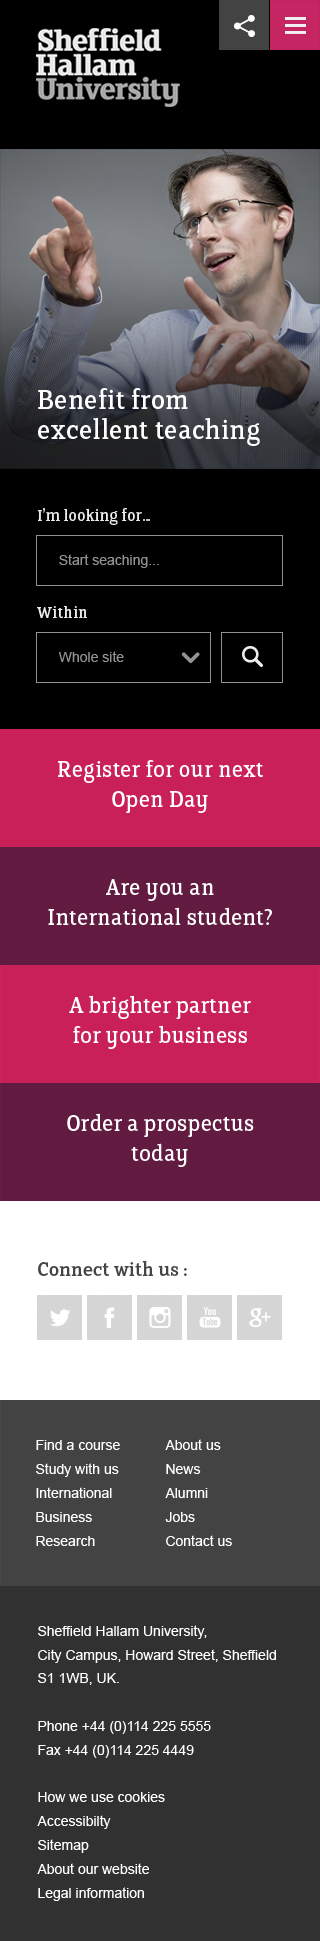 Sheffield
Hallam
University
Benefit from
excellent teaching
I'm looking for...
Start seaching...
Within
Whole site
Register for our next
Open Day
Are you an
International student?
A brighter partner
for your business
Order a prospectus
today
Connect with us :
f
You
Tube
g+
Find a course
Study with us
International
Business
Research
About us
News
Alumni
Jobs
Contact us
Sheffield Hallam University,
City Campus, Howard Street, Sheffield
S1 1WB, UK.
Phone +44 (0)114 225 5555
Fax +44 (0)114 225 4449
How we use cookies
Accessibilty
Sitemap
About our website
Legal information